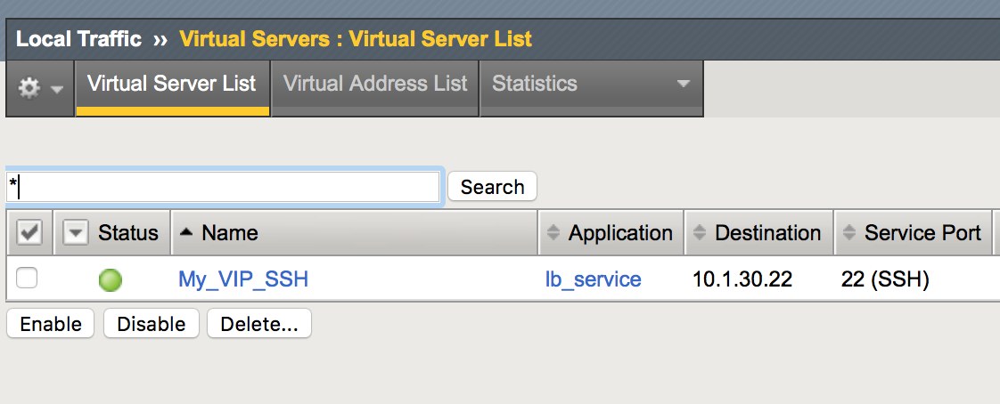 Local Traffic ›› Virtual Servers : Virtual Server List
Virtual Server List Virtual Address List Statistics
* Search
Status Name Application Destination Service Port
My_VIP_SSH lb_service 10.1.30.22 22 (SSH)
Enable Disable Delete...